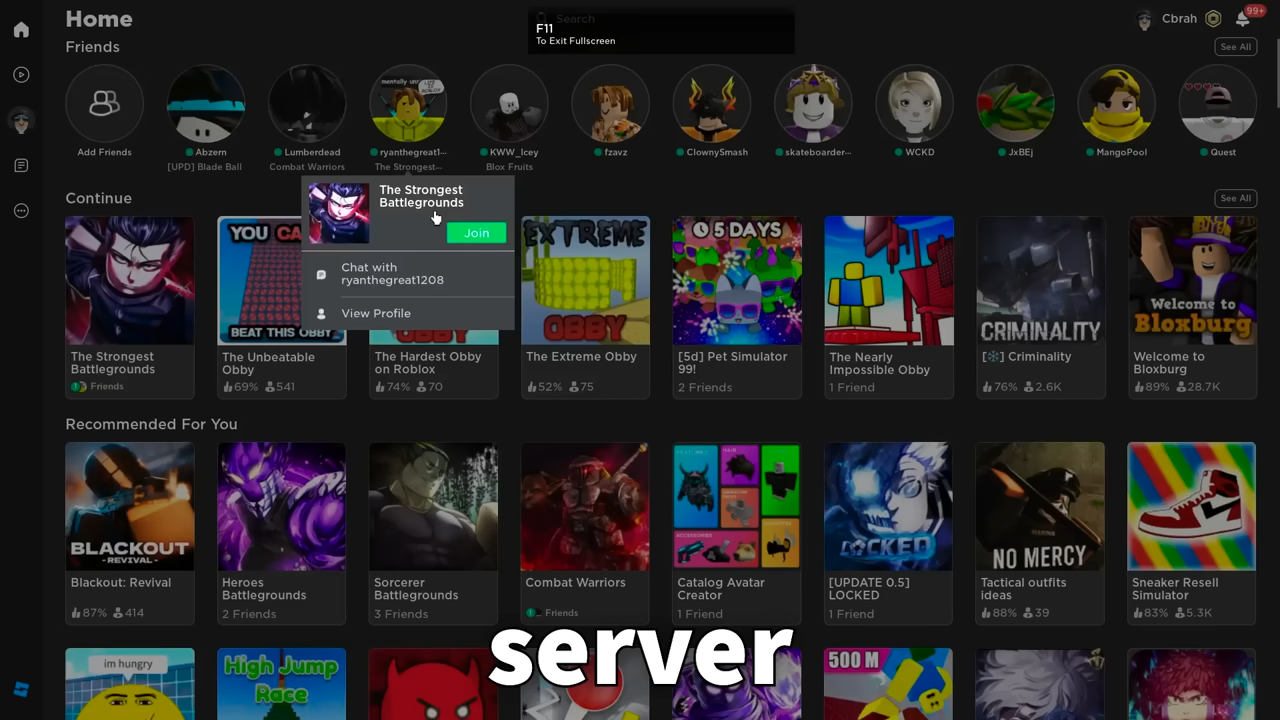 Home
Search
F11
To Exit Fullscreen
Cbrah
99+
Friends
See All
mentally un
Add Friends
Abzern
[UPD] Blade Ball
Lumberdead
Combat Warriors
ryanthegreat1···
The Strongest···
KWW_Icey
Blox Fruits
fzavz
ClownySmash
skateboarder···
WCKD
JxBEj
MangoPool
Quest
The Strongest
Battlegrounds
Join
Chat with
ryanthegreat1208
View Profile
Continue
See All
YOU CA
BEAT THIS OBBY
OBBY
EXTREME
OBBY
5 DAYS
CRIMINALITY
Welcome to
Bloxburg
The Strongest
Battlegrounds
1 Friends
The Unbeatable
Obby
69% 541
The Hardest Obby
on Roblox
74% 70
The Extreme Obby
52% 75
[5d] Pet Simulator
99!
2 Friends
The Nearly
Impossible Obby
1 Friend
[❄] Criminality
76% 2.6K
Welcome to
Bloxburg
89% 28.7K
Recommended For You
BLACKOUT
-REVIVAL-
LOCKED
NO MERCY
Blackout: Revival
87% 414
Heroes
Battlegrounds
2 Friends
Sorcerer
Battlegrounds
3 Friends
Combat Warriors
1 Friends
Catalog Avatar
Creator
1 Friend
[UPDATE 0.5]
LOCKED
1 Friend
Tactical outfits
ideas
88% 39
Sneaker Resell
Simulator
83% 5.3K
server
im hungry
High Jump
Race
500 M